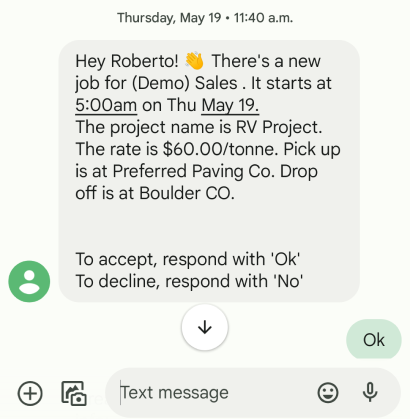 Thursday, May 19 • 11:40 a.m.
Hey Roberto! 👋 There's a new
job for (Demo) Sales . It starts at
5:00am on Thu May 19.
The project name is RV Project.
The rate is $60.00/tonne. Pick up
is at Preferred Paving Co. Drop
off is at Boulder CO.
To accept, respond with 'Ok'
To decline, respond with 'No'
Ok
Text message